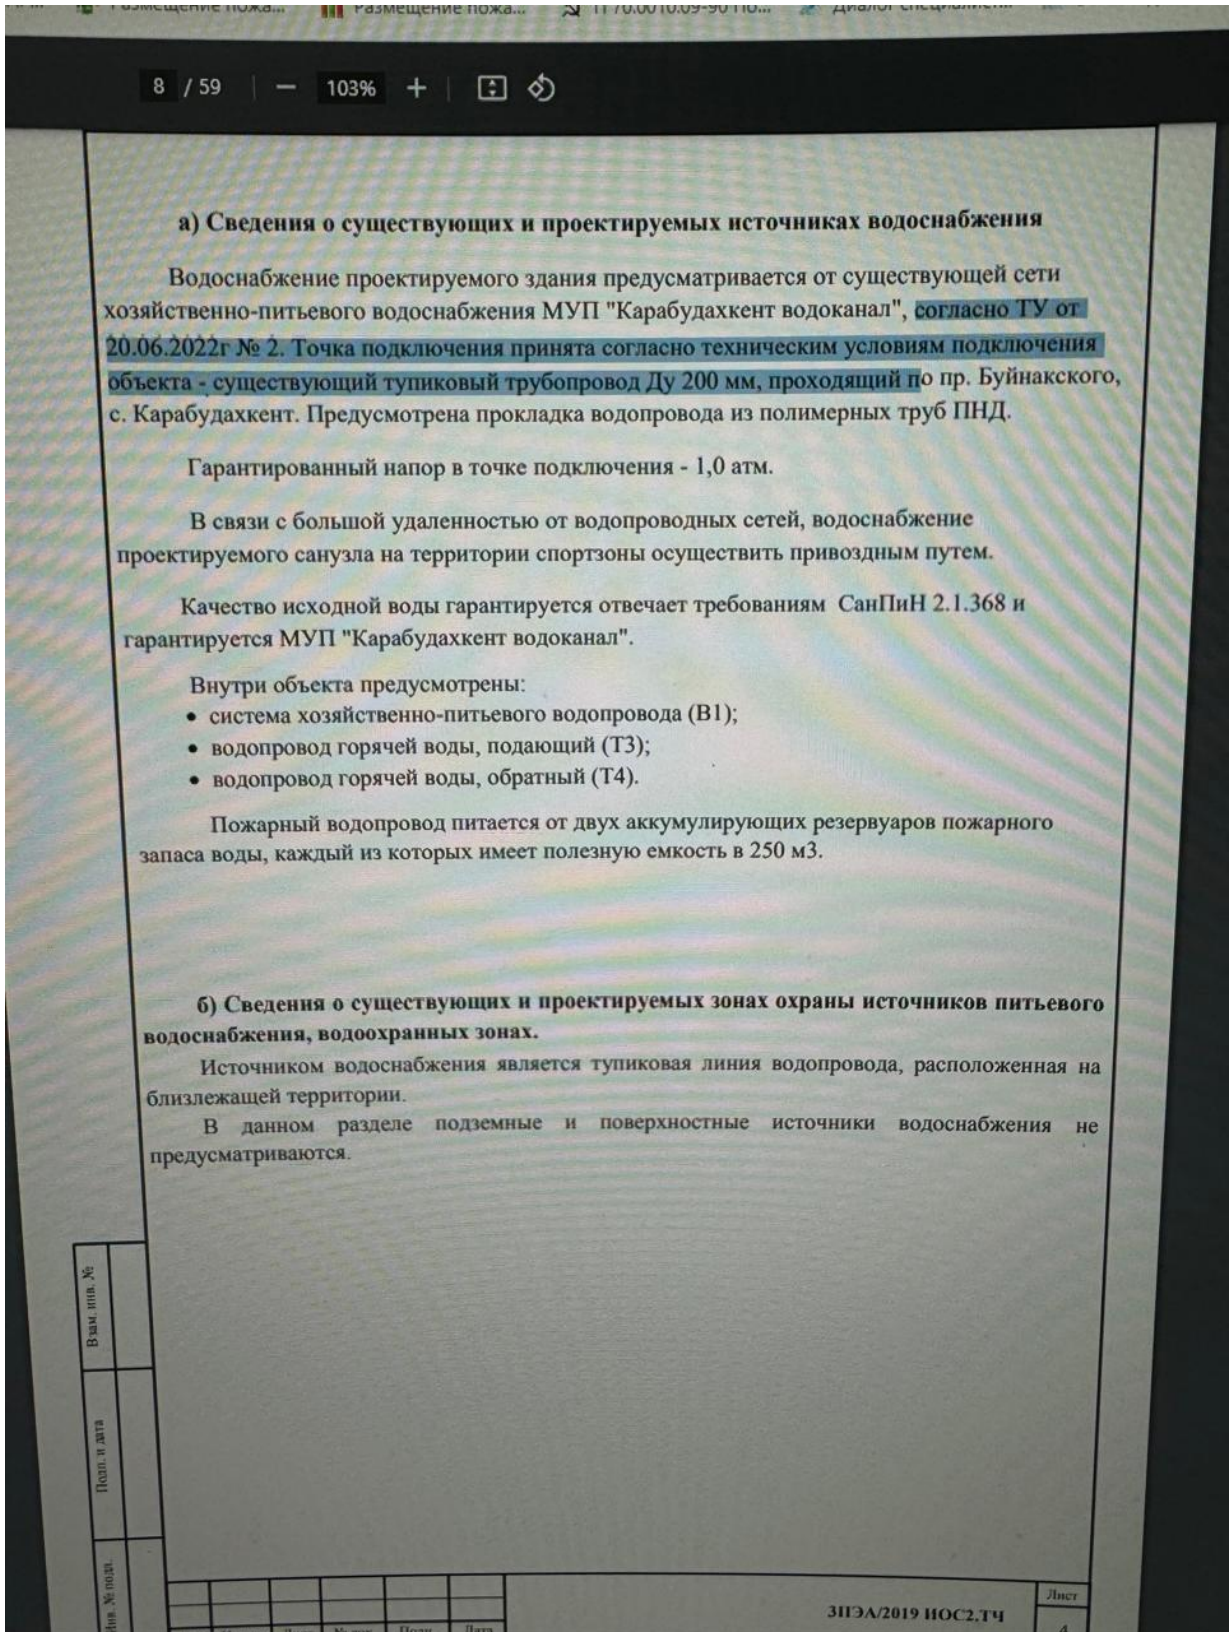 Размещение пожа...
Размещение пожа...
8 / 59
103%
а) Сведения о существующих и проектируемых источниках водоснабжения
Водоснабжение проектируемого здания предусматривается от существующей сети
хозяйственно-питьевого водоснабжения МУП "Карабудахкент водоканал", согласно ТУ от
20.06.2022г № 2. Точка подключения принята согласно техническим условиям подключения
объекта - существующий тупиковый трубопровод Ду 200 мм, проходящий по пр. Буйнакского,
с. Карабудахкент. Предусмотрена прокладка водопровода из полимерных труб ПНД.
Гарантированный напор в точке подключения - 1,0 атм.
В связи с большой удаленностью от водопроводных сетей, водоснабжение
проектируемого санузла на территории спортзоны осуществить привоздным путем.
Качество исходной воды гарантируется отвечает требованиям СанПиН 2.1.368 и
гарантируется МУП "Карабудахкент водоканал".
Внутри объекта предусмотрены:
• система хозяйственно-питьевого водопровода (В1);
• водопровод горячей воды, подающий (Т3);
• водопровод горячей воды, обратный (Т4).
Пожарный водопровод питается от двух аккумулирующих резервуаров пожарного
запаса воды, каждый из которых имеет полезную емкость в 250 м3.
б) Сведения о существующих и проектируемых зонах охраны источников питьевого
водоснабжения, водоохранных зонах.
Источником водоснабжения является тупиковая линия водопровода, расположенная на
близлежащей территории.
В данном разделе подземные и поверхностные источники водоснабжения не
предусматриваются.
Взам. инв. №
Подп. и дата
Инв. № подл.
ЗПЭА/2019 ИОС2.ТЧ
Лист
4